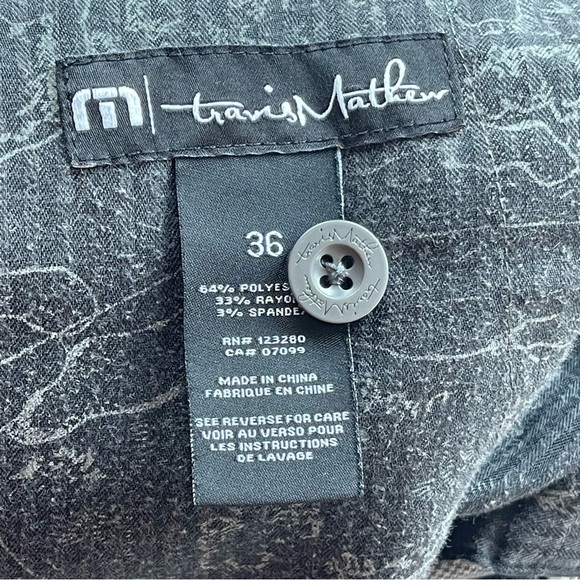 m travisMathew
36
travisMathew
64% POLYES
33% RAYO
3% SPANDE
RN# 123280
CA# 07099
MADE IN CHINA
FABRIQUE EN CHINE
SEE REVERSE FOR CARE
VOIR AU VERSO POUR
LES INSTRUCTIONS
DE LAVAGE